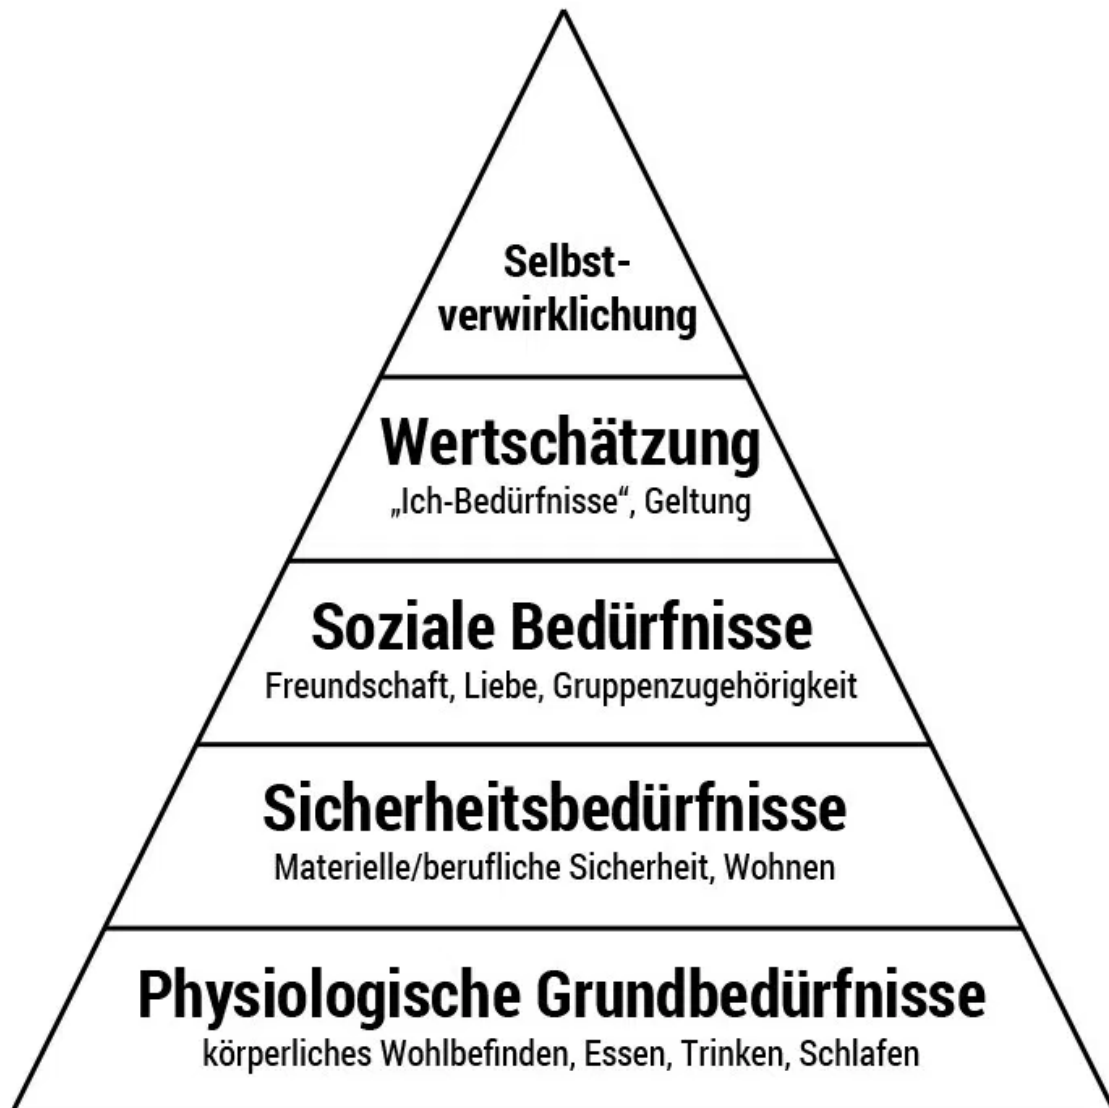 Selbst-
verwirklichung
Wertschätzung
„Ich-Bedürfnisse“, Geltung
Soziale Bedürfnisse
Freundschaft, Liebe, Gruppenzugehörigkeit
Sicherheitsbedürfnisse
Materielle/berufliche Sicherheit, Wohnen
Physiologische Grundbedürfnisse
körperliches Wohlbefinden, Essen, Trinken, Schlafen